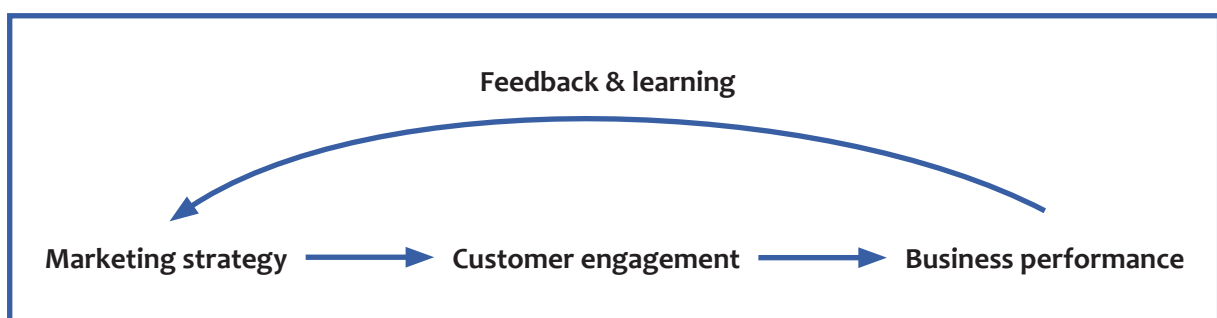 Feedback & learning
Marketing strategy
Customer engagement
Business performance